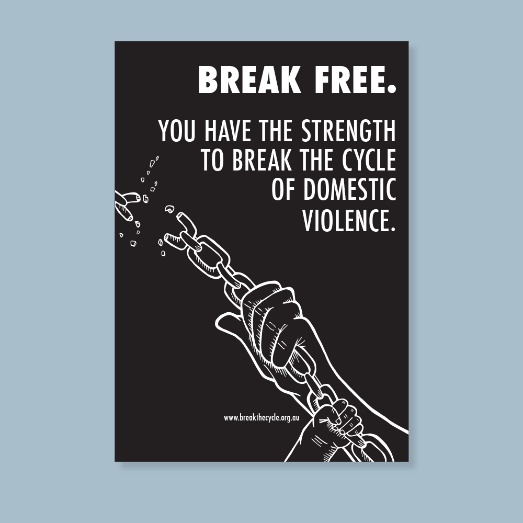 BREAK FREE.
YOU HAVE THE STRENGTH
TO BREAK THE CYCLE
OF DOMESTIC
VIOLENCE.
www.breakthecycle.org.au